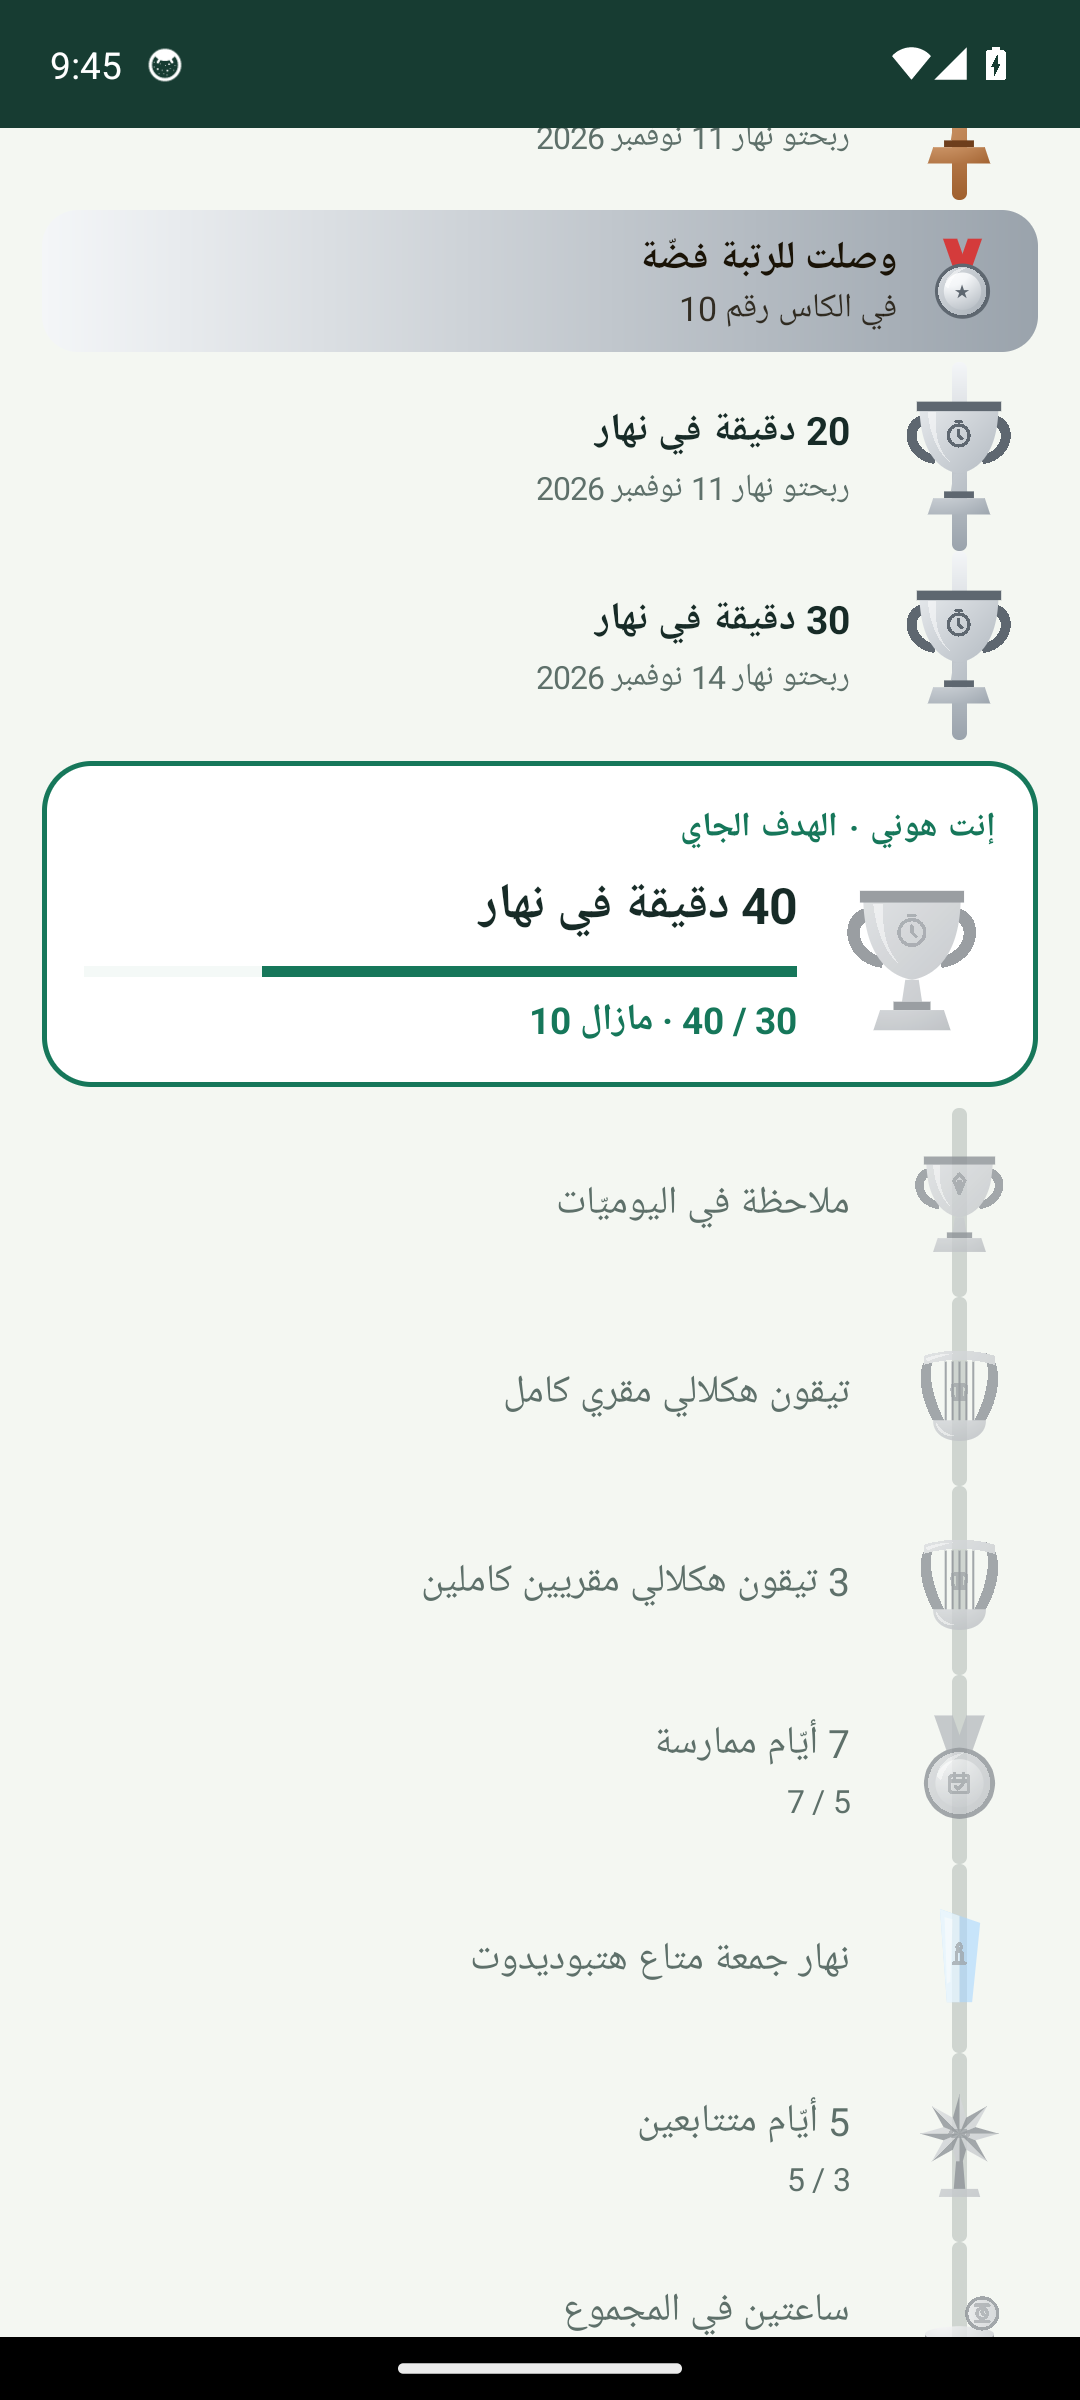 9:45
ربحتو نهار 11 نوفمبر 2026
وصلت للرتبة فضّة
في الكاس رقم 10
20 دقيقة في نهار
ربحتو نهار 11 نوفمبر 2026
30 دقيقة في نهار
ربحتو نهار 14 نوفمبر 2026
إنت هوني · الهدف الجاي
40 دقيقة في نهار
30 / 40 · مازال 10
ملاحظة في اليوميّات
تيقون هكلالي مقري كامل
3 تيقون هكلالي مقريين كاملين
7 أيّام ممارسة
5 / 7
نهار جمعة متاع هتبوديدوت
5 أيّام متتابعين
3 / 5
ساعتين في المجموع